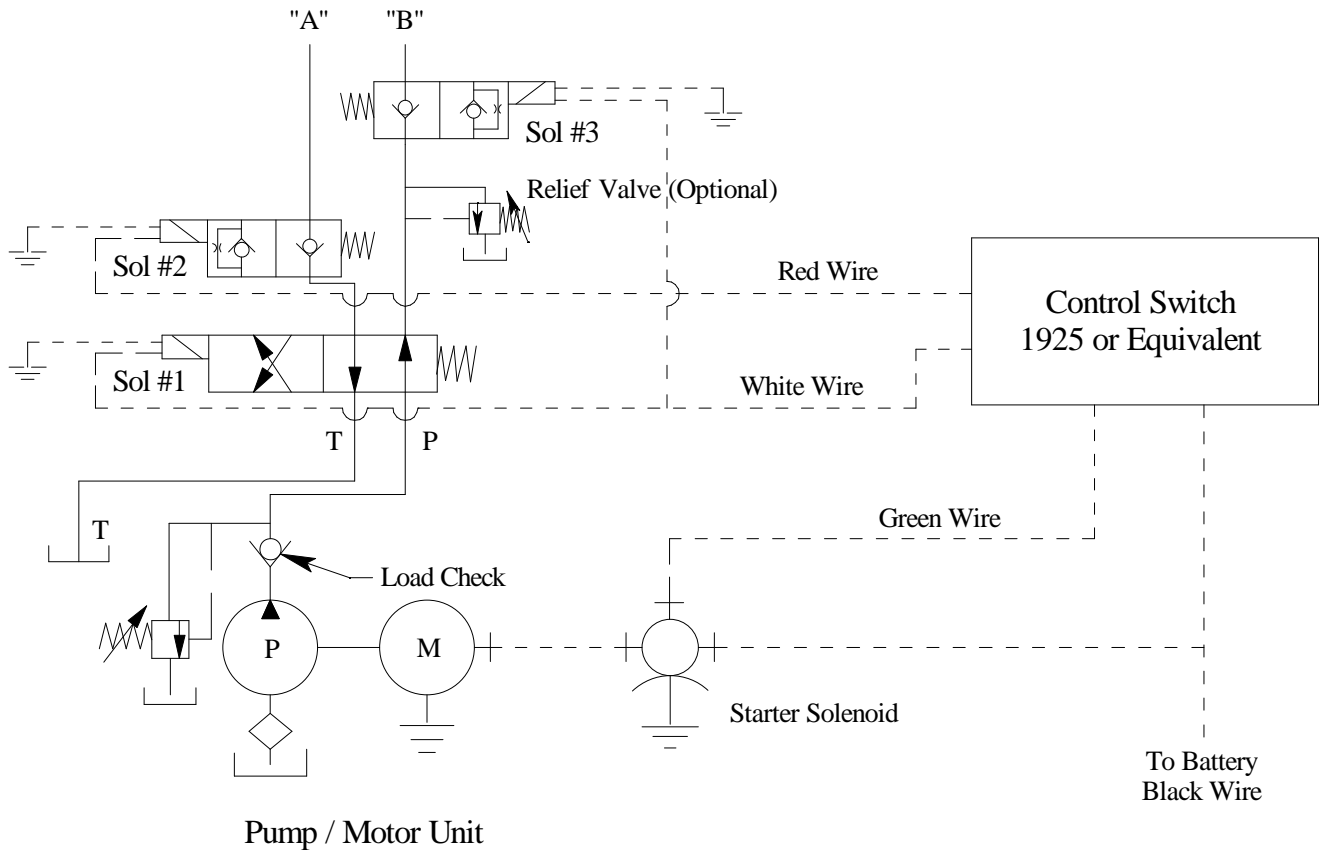 "A"
"B"
Sol #3
Relief Valve (Optional)
Sol #2
Red Wire
Control Switch
1925 or Equivalent
Sol #1
White Wire
T
P
Green Wire
T
Load Check
P
M
Starter Solenoid
To Battery
Black Wire
Pump / Motor Unit